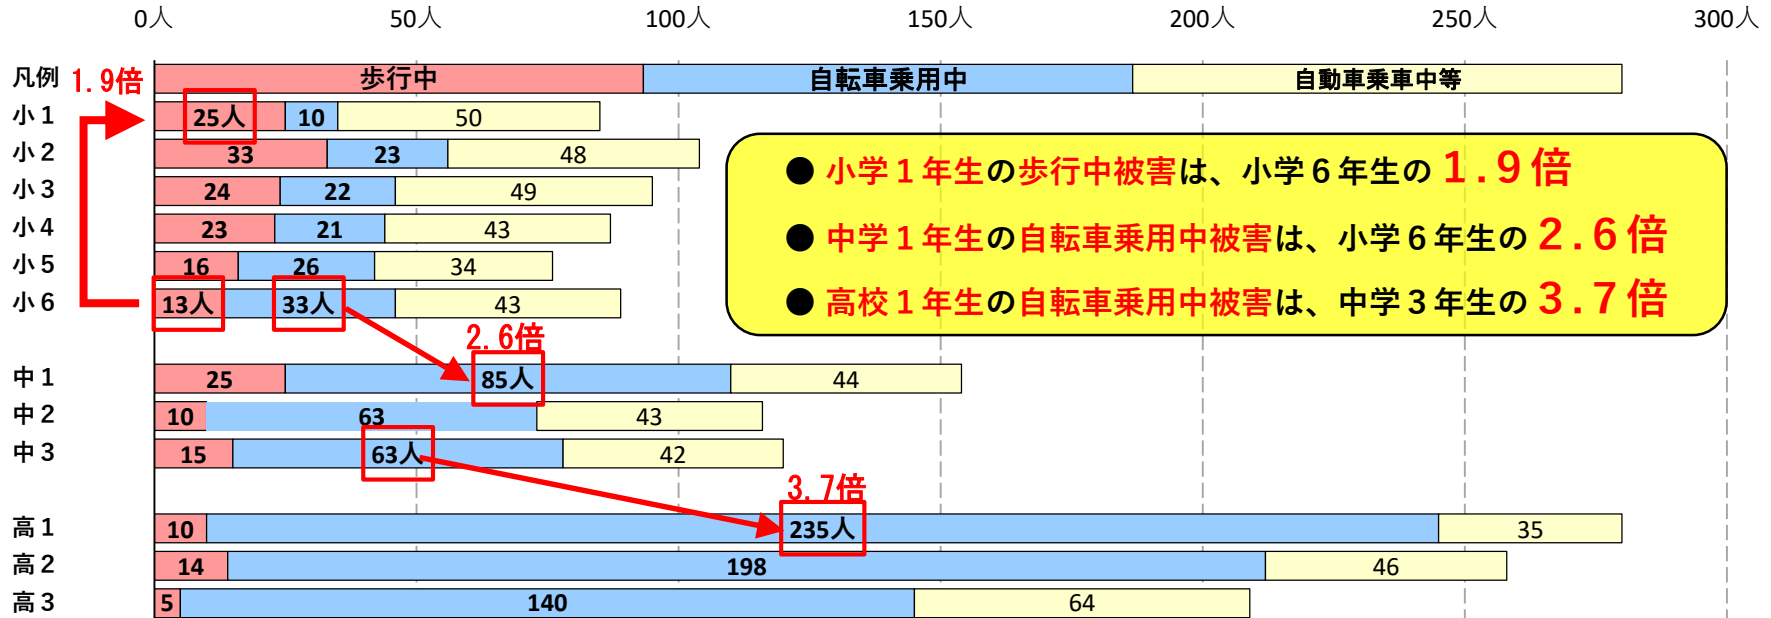 0人 50人 100人 150人 200人 250人 300人
凡例 1.9倍 歩行中 自転車乗用中 自動車乗車中等
小1 25人 10 50
小2 33 23 48
小3 24 22 49
小4 23 21 43
小5 16 26 34
小6 13人 33人 43
● 小学1年生の歩行中被害は、小学6年生の 1.9倍
● 中学1年生の自転車乗用中被害は、小学6年生の 2.6倍
● 高校1年生の自転車乗用中被害は、中学3年生の 3.7倍
2.6倍
中1 25 85人 44
中2 10 63 43
中3 15 63人 42
3.7倍
高1 10 235人 35
高2 14 198 46
高3 5 140 64